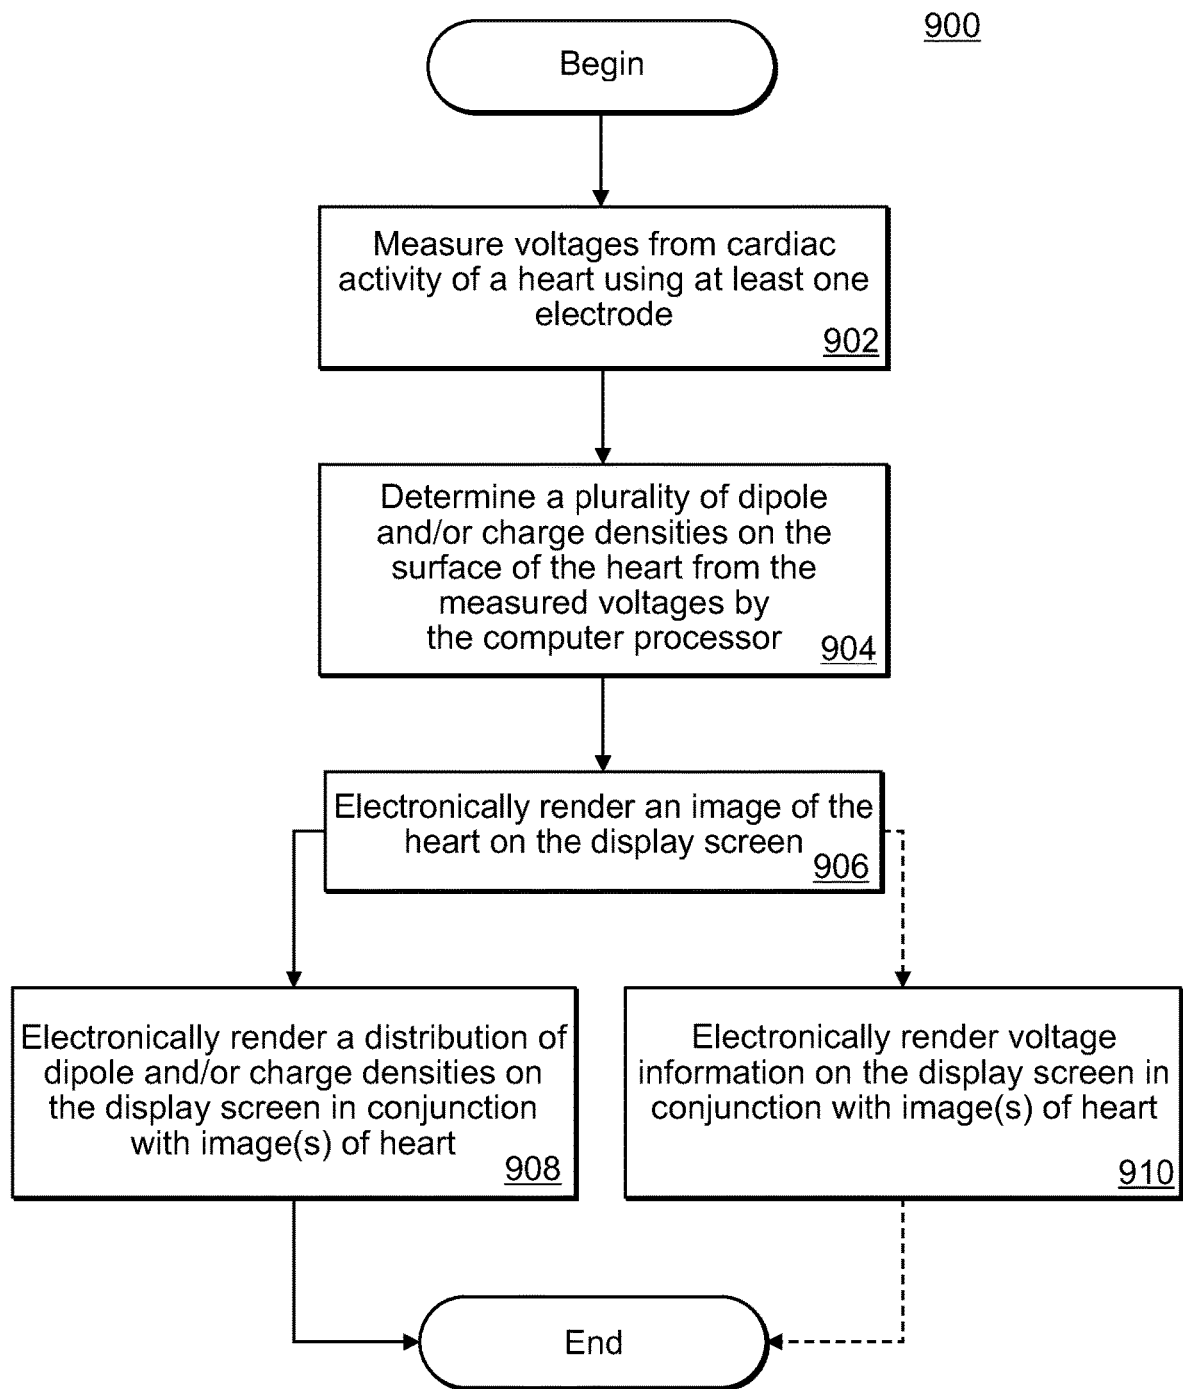 900
Begin
Measure voltages from cardiac
activity of a heart using at least one
electrode
902
Determine a plurality of dipole
and/or charge densities on the
surface of the heart from the
measured voltages by
the computer processor
904
Electronically render an image of the
heart on the display screen
906
Electronically render a distribution of
dipole and/or charge densities on
the display screen in conjunction
with image(s) of heart
908
Electronically render voltage
information on the display screen in
conjunction with image(s) of heart
910
End